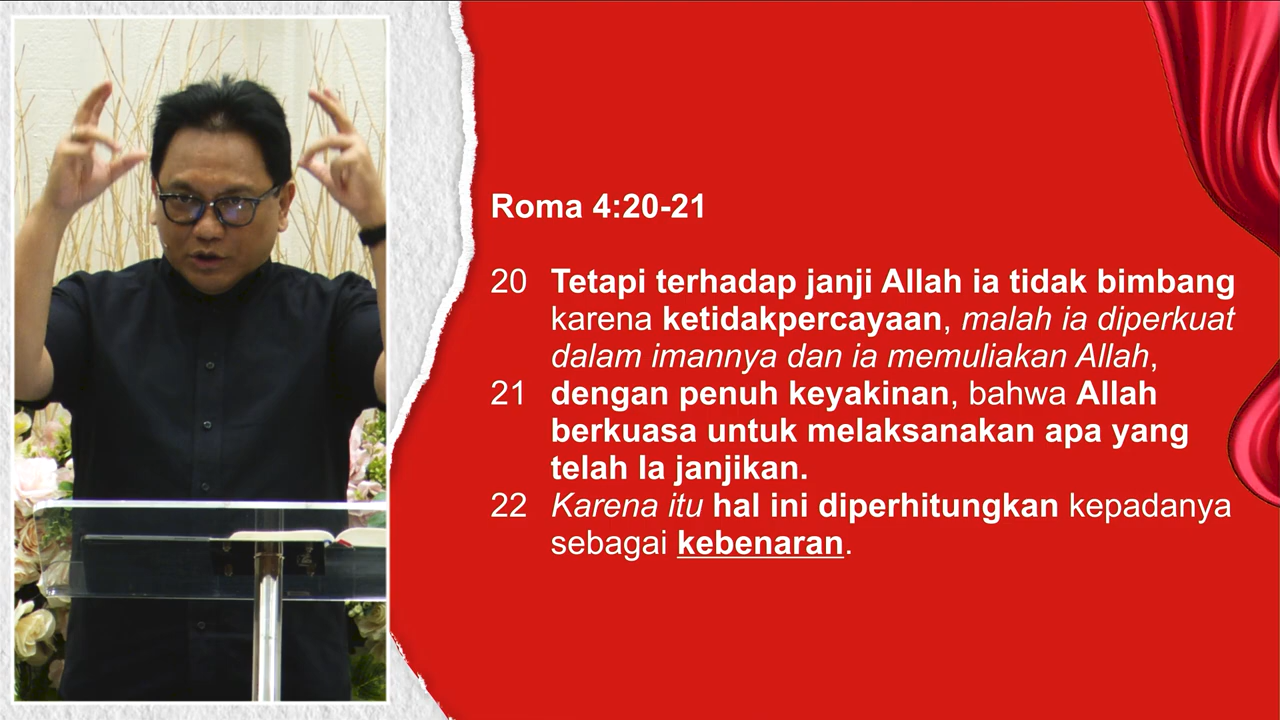 Roma 4:20-21
20 Tetapi terhadap janji Allah ia tidak bimbang
karena ketidakpercayaan, malah ia diperkuat
dalam imannya dan ia memuliakan Allah,
21 dengan penuh keyakinan, bahwa Allah
berkuasa untuk melaksanakan apa yang
telah Ia janjikan.
22 Karena itu hal ini diperhitungkan kepadanya
sebagai kebenaran.